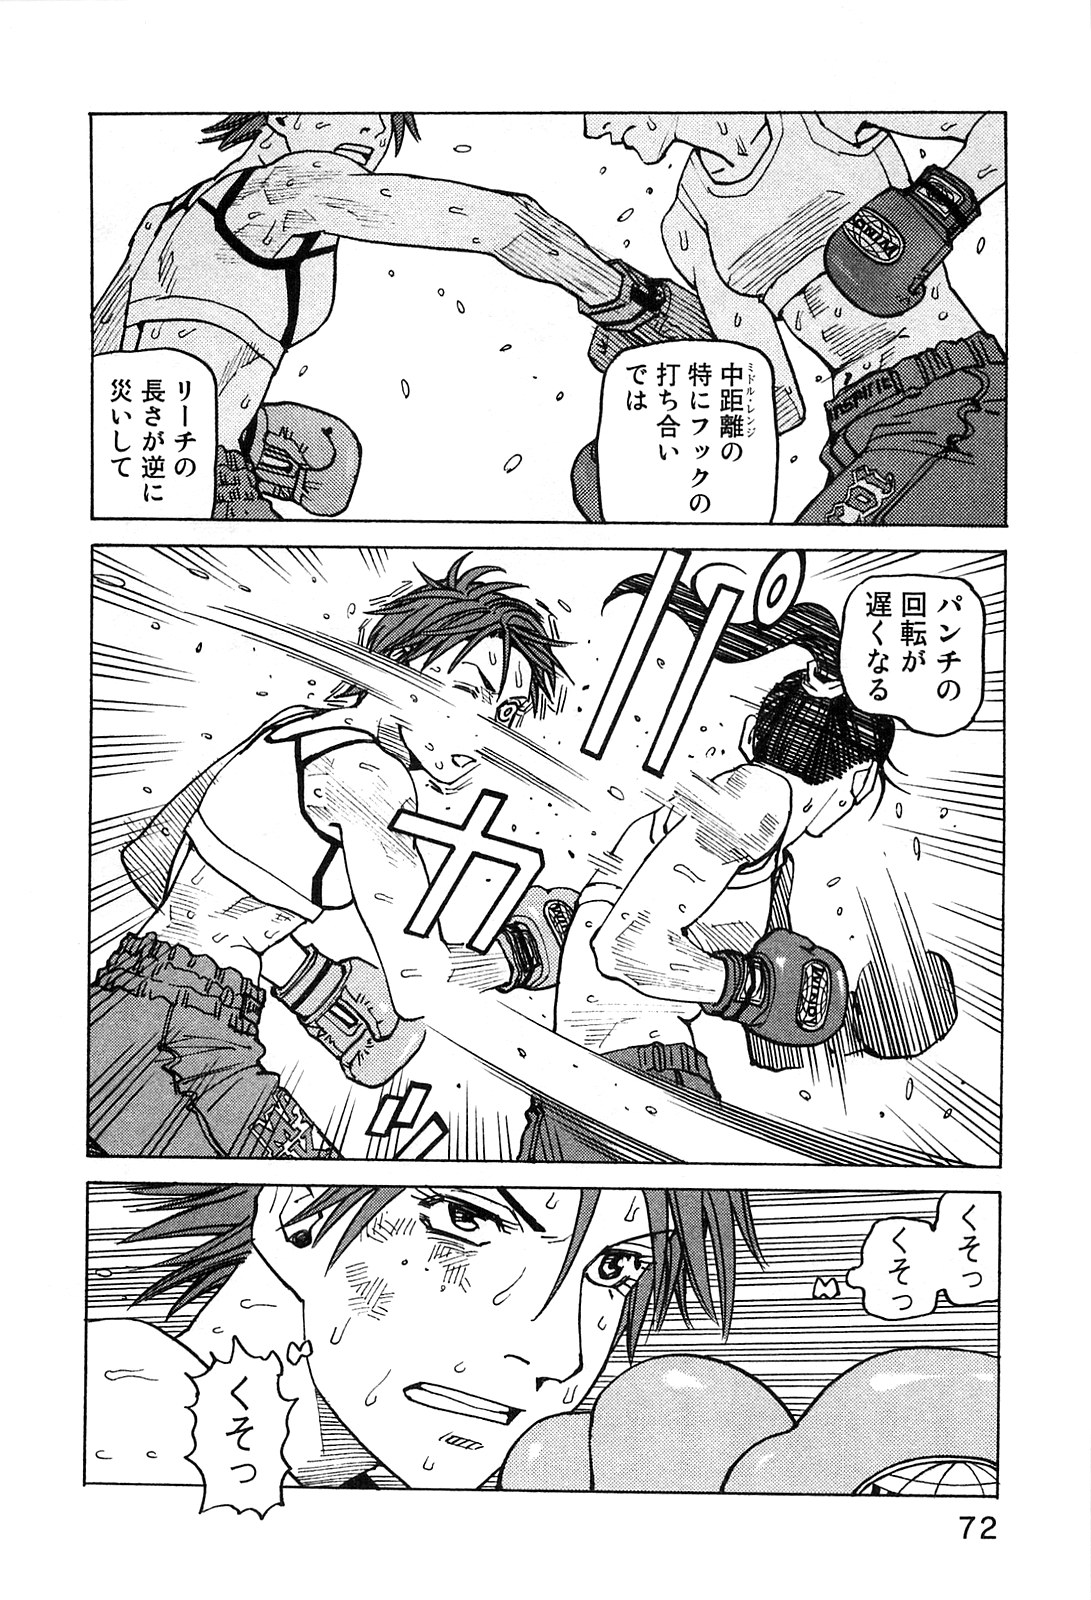 中距離の
ミドル・レンジ
特にフックの
打ち合い
では
リーチの
長さが逆に
災いして
WINDY
INSPIRIT
パンチの
回転が
遅くなる
パパ
カ
くそっ
くそっ
くそっ
72